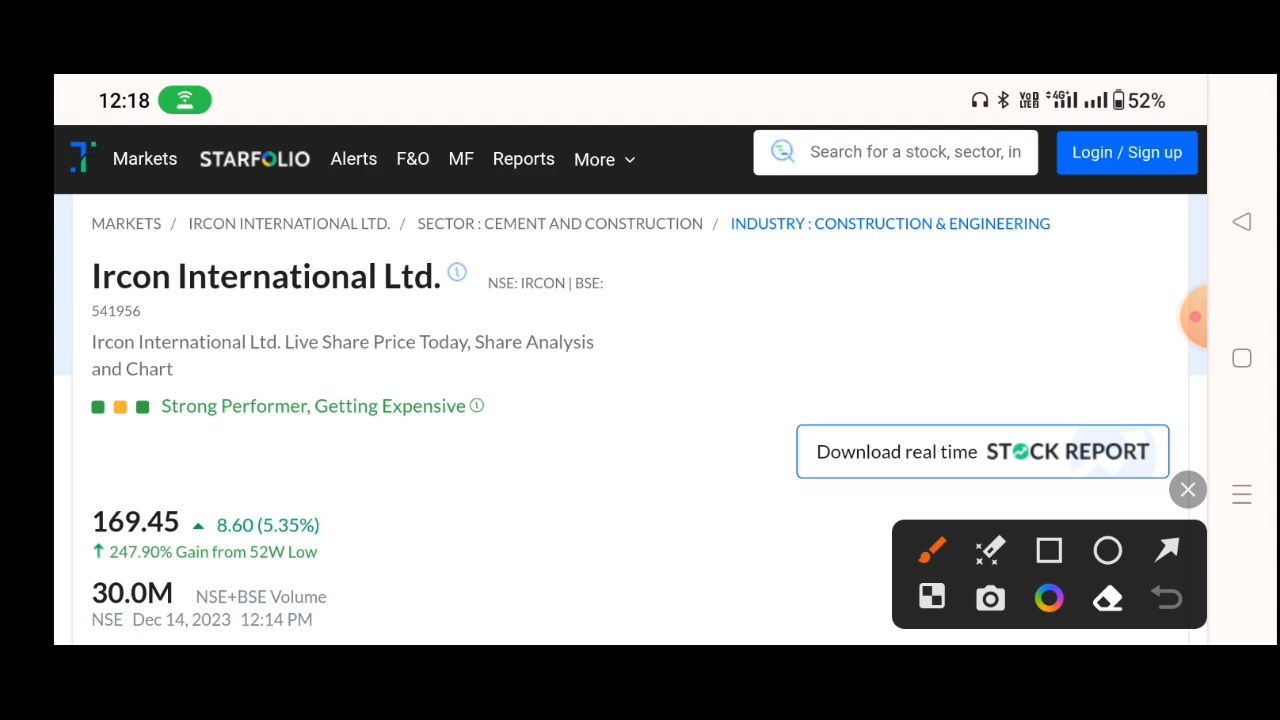 12:18 VoD LTE 4G+ 52%
Markets STARFOLIO Alerts F&O MF Reports More Search for a stock, sector, in Login / Sign up
MARKETS / IRCON INTERNATIONAL LTD. / SECTOR : CEMENT AND CONSTRUCTION / INDUSTRY : CONSTRUCTION & ENGINEERING
Ircon International Ltd. NSE: IRCON | BSE:
541956
Ircon International Ltd. Live Share Price Today, Share Analysis
and Chart
Strong Performer, Getting Expensive
Download real time STOCK REPORT
169.45 8.60 (5.35%)
247.90% Gain from 52W Low
30.0M NSE+BSE Volume
NSE Dec 14, 2023 12:14 PM